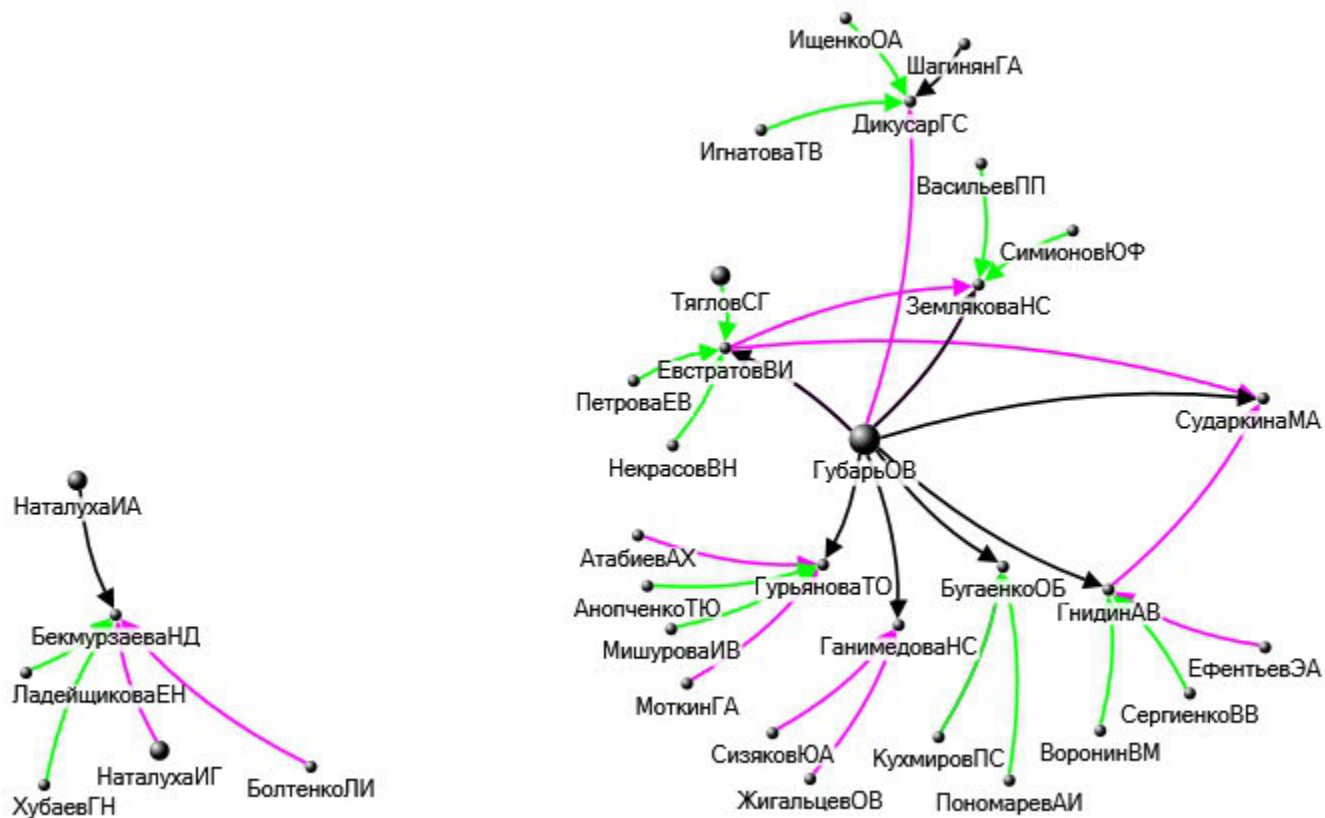 ИщенкоОА
ШагинянГА
ДикусарГС
ИгнатоваТВ
ВасильевПП
СимионовЮФ
ТягловСГ
ЗемляковаНС
ЕвстратовВИ
ПетроваЕВ
СударкинаМА
НекрасовВН
ГубарьОВ
НаталухаИА
АтабиевАХ
ГурьяноваТО
БугаенкоОБ
АнопченкоТЮ
ГнидинАВ
БекмурзаеваНД
МишуроваИВ
ГанимедоваНС
ЕфентьевЭА
ЛадейщиковаЕН
МоткинГА
СергиенкоВВ
СизяковЮА
КухмировПС
ВоронинВМ
НаталухаИГ
БолтенкоЛИ
ЖигальцевОВ
ПономаревАИ
ХубаевГН